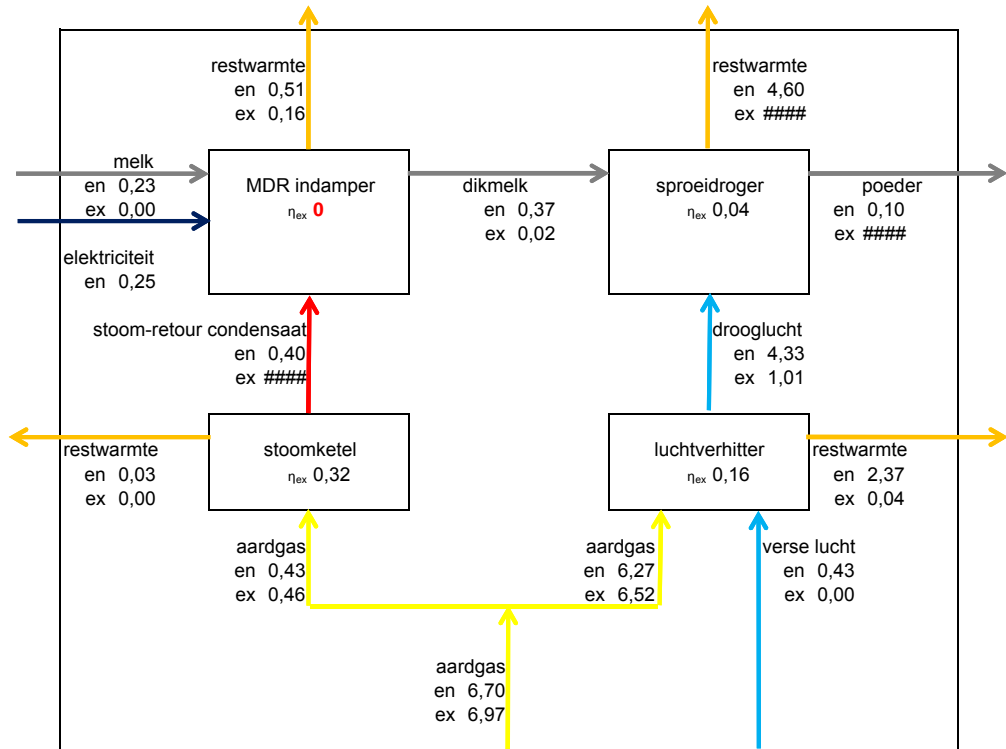 restwarmte
en 0,51
ex 0,16
restwarmte
en 4,60
ex ####
melk
en 0,23
ex 0,00
MDR indamper
ηex 0
dikmelk
en 0,37
ex 0,02
sproeidroger
ηex 0,04
poeder
en 0,10
ex ####
elektriciteit
en 0,25
stoom-retour condensaat
en 0,40
ex ####
drooglucht
en 4,33
ex 1,01
restwarmte
en 0,03
ex 0,00
stoomketel
ηex 0,32
luchtverhitter
ηex 0,16
restwarmte
en 2,37
ex 0,04
aardgas
en 0,43
ex 0,46
aardgas
en 6,27
ex 6,52
verse lucht
en 0,43
ex 0,00
aardgas
en 6,70
ex 6,97